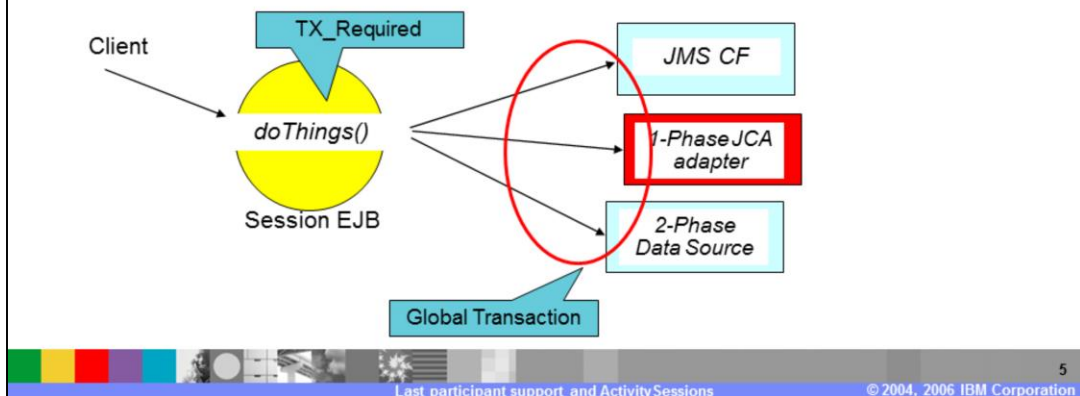 TX_Required
Client
JMS CF
doThings()
1-Phase JCA
adapter
Session EJB
2-Phase
Data Source
Global Transaction
5
Last participant support and ActivitySessions
© 2004, 2006 IBM Corporation